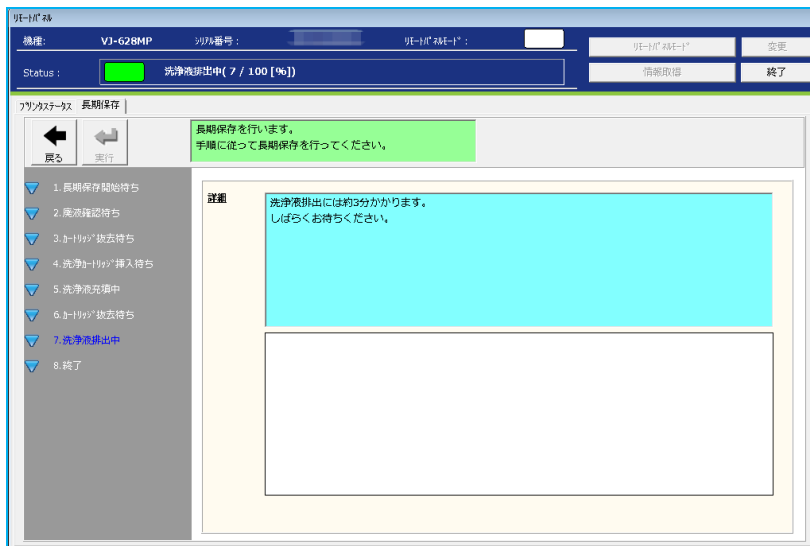 リモートパネル
機種: VJ-628MP シリアル番号: リモートパネルモード:
リモートパネルモード 変更
Status : 洗浄液排出中( 7 / 100 [%])
情報取得 終了
プリンタステータス 長期保存
戻る 実行
長期保存を行います。
手順に従って長期保存を行ってください。
1.長期保存開始待ち
2.廃液確認待ち
3.カートリッジ抜去待ち
4.洗浄カートリッジ挿入待ち
5.洗浄液充填中
6.カートリッジ抜去待ち
7.洗浄液排出中
8.終了
詳細
洗浄液排出には約3分かかります。
しばらくお待ちください。